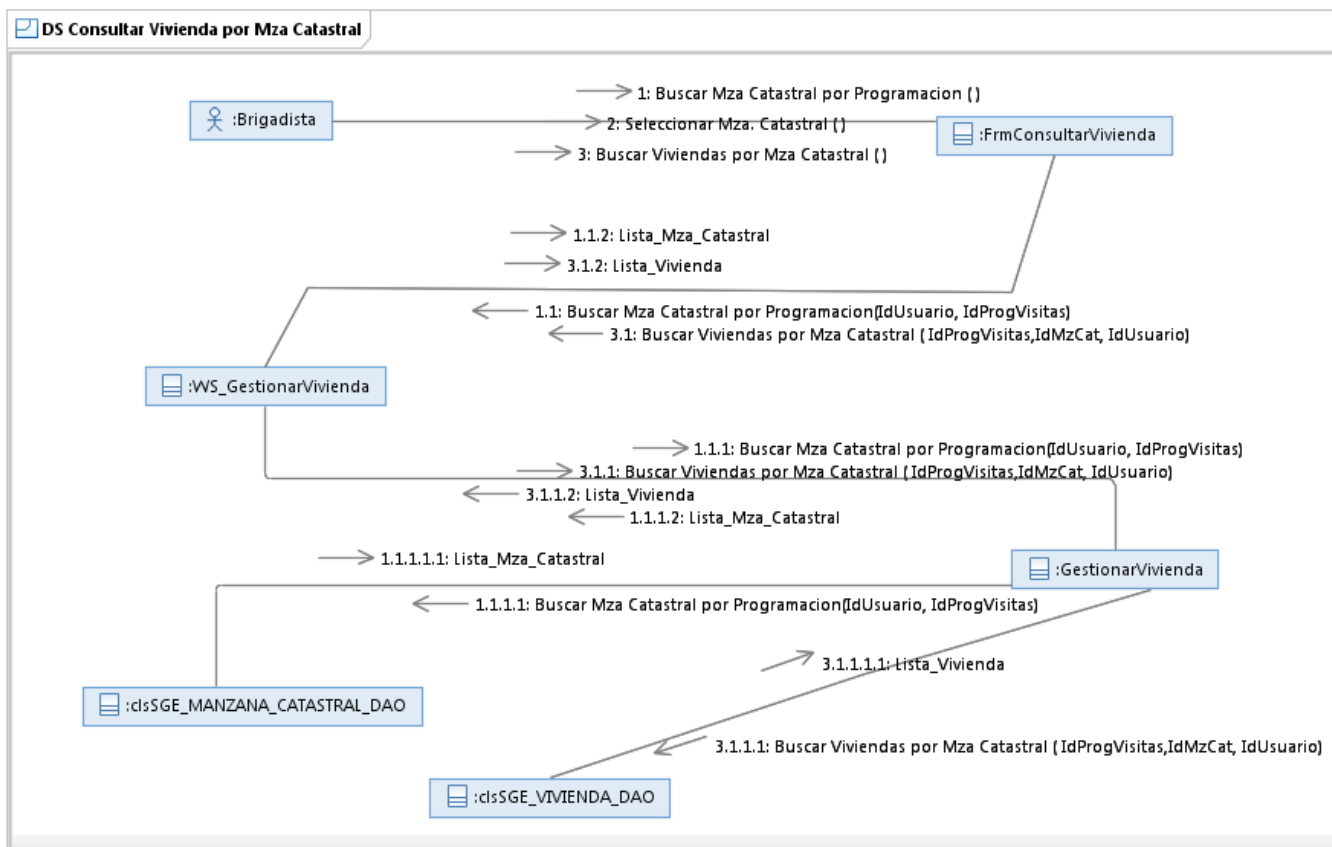 DS Consultar Vivienda por Mza Catastral
1: Buscar Mza Catastral por Programacion ( )
:Brigadista
2: Seleccionar Mza. Catastral ( )
:FrmConsultarVivienda
3: Buscar Viviendas por Mza Catastral ( )
1.1.2: Lista_Mza_Catastral
3.1.2: Lista_Vivienda
1.1: Buscar Mza Catastral por Programacion(IdUsuario, IdProgVisitas)
3.1: Buscar Viviendas por Mza Catastral ( IdProgVisitas,IdMzCat, IdUsuario)
:WS_GestionarVivienda
1.1.1: Buscar Mza Catastral por Programacion(IdUsuario, IdProgVisitas)
3.1.1: Buscar Viviendas por Mza Catastral ( IdProgVisitas,IdMzCat, IdUsuario)
3.1.1.2: Lista_Vivienda
1.1.1.2: Lista_Mza_Catastral
1.1.1.1.1: Lista_Mza_Catastral
:GestionarVivienda
1.1.1.1: Buscar Mza Catastral por Programacion(IdUsuario, IdProgVisitas)
3.1.1.1.1: Lista_Vivienda
:clsSGE_MANZANA_CATASTRAL_DAO
3.1.1.1: Buscar Viviendas por Mza Catastral ( IdProgVisitas,IdMzCat, IdUsuario)
:clsSGE_VIVIENDA_DAO